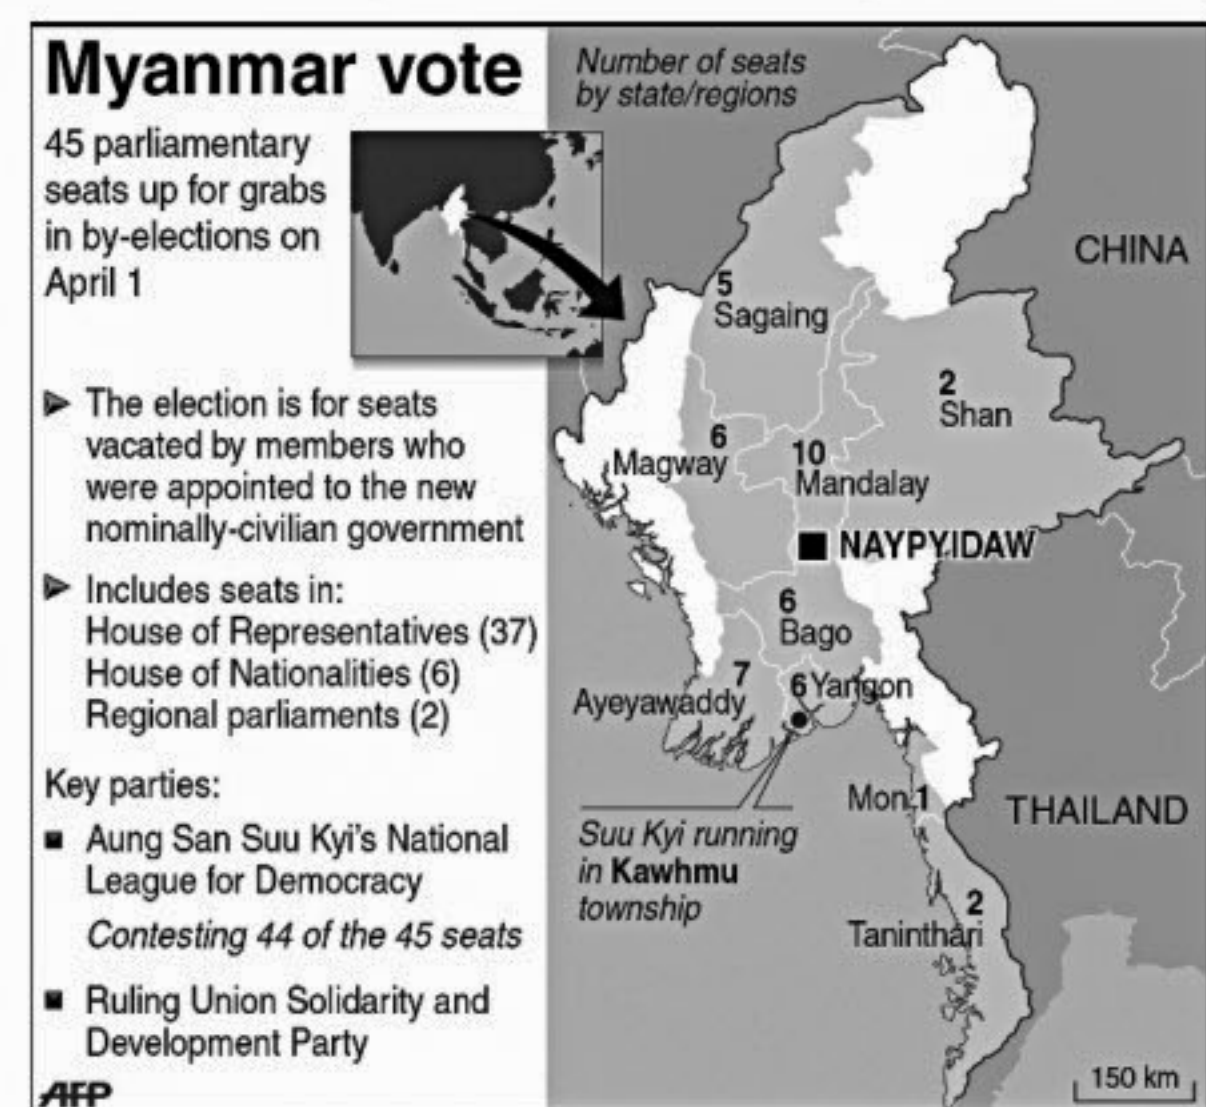 Myanmar vote
45 parliamentary
seats up for grabs
in by-elections on
April 1
The election is for seats
vacated by members who
were appointed to the new
nominally-civilian government
Includes seats in:
House of Representatives (37)
House of Nationalities (6)
Regional parliaments (2)
Key parties:
Aung San Suu Kyi's National
League for Democracy
Contesting 44 of the 45 seats
Ruling Union Solidarity and
Development Party
AFP
Number of seats
by state/regions
CHINA
5
Sagaing
2
Shan
6
Magway
10
Mandalay
NAYPYIDAW
6
Bago
7
Ayeyawaddy
6 Yangon
Mon 1
THAILAND
Suu Kyi running
in Kawhmu
township
2
Taninthari
150 km